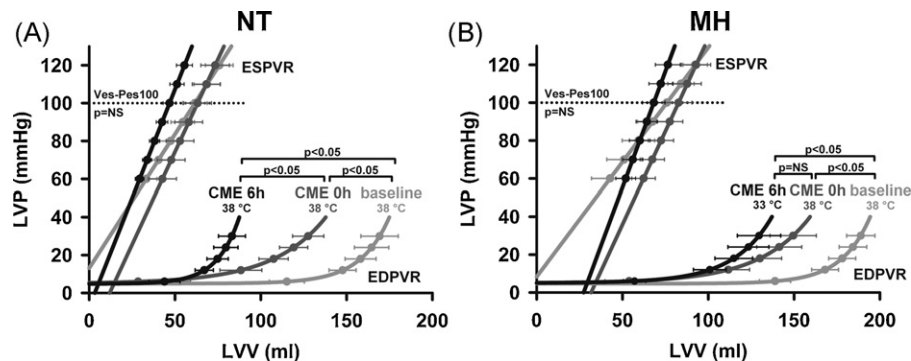 NT
MH
(A)
(B)
LVP (mmHg)
120
100
80
60
40
20
0
0 50 100 150 200
LVV (ml)
ESPVR
Ves-Pes100
p=NS
p<0.05
p<0.05
p<0.05
CME 6h
38 °C
CME 0h
38 °C
baseline
38 °C
EDPVR
LVP (mmHg)
120
100
80
60
40
20
0
0 50 100 150 200
LVV (ml)
ESPVR
Ves-Pes100
p=NS
p<0.05
p=NS
p<0.05
CME 6h
33 °C
CME 0h
38 °C
baseline
38 °C
EDPVR